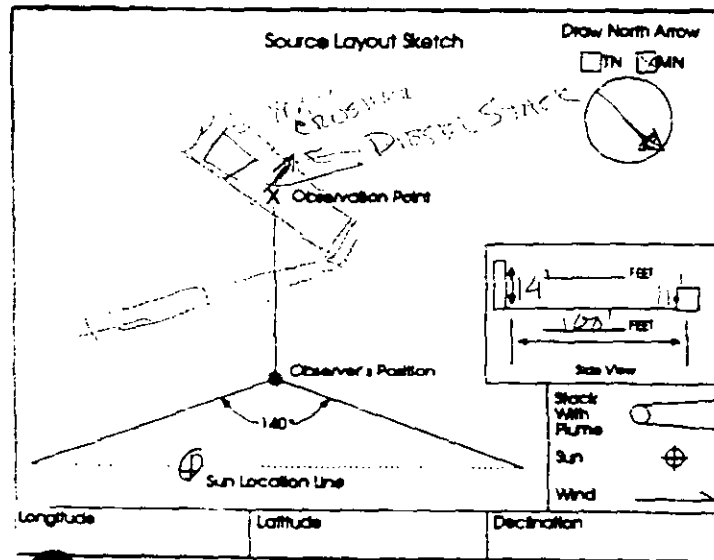 Source Layout Sketch
Draw North Arrow
TN MN
CRUSHER
DIESEL STACK
X Observation Point
14' FEET
100' FEET
Side View
Observer's Position
140°
Sun Location Line
Stack
With
Plume
Sun
Wind
Longitude Latitude Declination